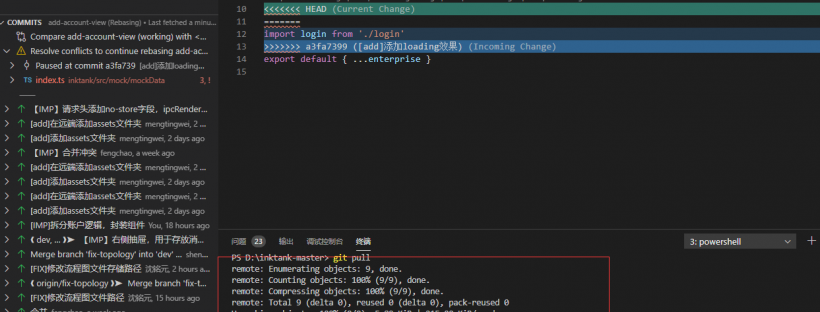 COMMITS add-account-view (Rebasing) • Last fetched a minu...
Compare add-account-view (working) with <...
Resolve conflicts to continue rebasing add-ac...
Paused at commit a3fa739 [add]添加loading...
TS index.ts inktank/src/mock/mockData 3, !
【IMP】请求头添加no-store字段，ipcRender...
[add]在远端添加assets文件夹 mengtingwei, 2 ...
[add]添加assets文件夹 mengtingwei, 2 days ago
【IMP】合并冲突 fengchao, a week ago
[add]在远端添加assets文件夹 mengtingwei, 2 ...
[add]添加assets文件夹 mengtingwei, 2 days ago
[add]在远端添加assets文件夹 mengtingwei, 2 ...
[add]添加assets文件夹 mengtingwei, 2 days ago
[IMP]拆分账户逻辑，封装组件 You, 18 hours ago
❨dev, ...❩▶ 【IMP】右侧抽屉，用于存放消...
Merge branch 'fix-topology' into 'dev' shen...
[FIX]修改流程图文件存储路径 沈铭元, 2 hours a...
❨origin/fix-topology❩▶ Merge branch 'fix-t...
[FIX]修改流程图文件路径 沈铭元, 15 hours ago
10 <<<<<<< HEAD (Current Change)
11 =======
12 import login from './login'
13 >>>>>>> a3fa7399 ([add]添加loading效果) (Incoming Change)
14 export default { ...enterprise }
15
问题 23 输出 调试控制台 终端 3: powershell
PS D:\inktank-master> git pull
remote: Enumerating objects: 9, done.
remote: Counting objects: 100% (9/9), done.
remote: Compressing objects: 100% (9/9), done.
remote: Total 9 (delta 0), reused 0 (delta 0), pack-reused 0